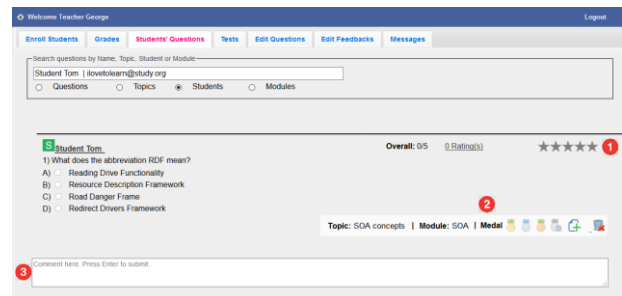 Welcome Teacher George Logout
Enroll Students Grades Students' Questions Tests Edit Questions Edit Feedbacks Messages
Search questions by Name, Topic, Student or Module
Student Tom | ilovetolearn@study.org
Questions Topics Students Modules
S Student Tom Overall: 0/5 0 Rating(s) 1
1) What does the abbreviation RDF mean?
A) Reading Drive Functionality
B) Resource Description Framework
C) Road Danger Frame
D) Redirect Drivers Framework
2
Topic: SOA concepts | Module: SOA | Medal
3 Comment here. Press Enter to submit